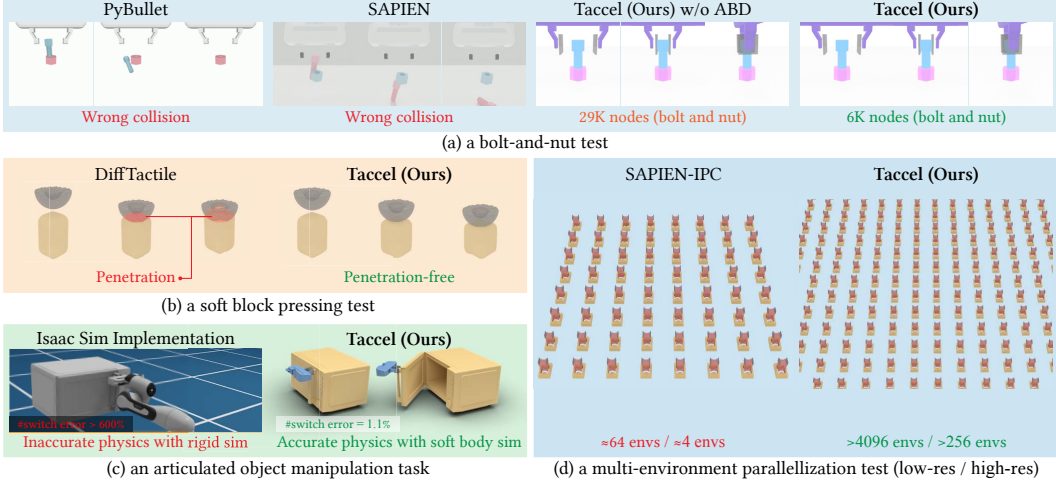 PyBullet
SAPIEN
Taccel (Ours) w/o ABD
Taccel (Ours)
Wrong collision
Wrong collision
29K nodes (bolt and nut)
6K nodes (bolt and nut)
(a) a bolt-and-nut test
DiffTactile
Taccel (Ours)
Penetration
Penetration-free
(b) a soft block pressing test
Isaac Sim Implementation
Taccel (Ours)
#switch error > 600%
#switch error = 1.1%
Inaccurate physics with rigid sim
Accurate physics with soft body sim
(c) an articulated object manipulation task
SAPIEN-IPC
Taccel (Ours)
≈64 envs / ≈4 envs
>4096 envs / >256 envs
(d) a multi-environment parallellization test (low-res / high-res)